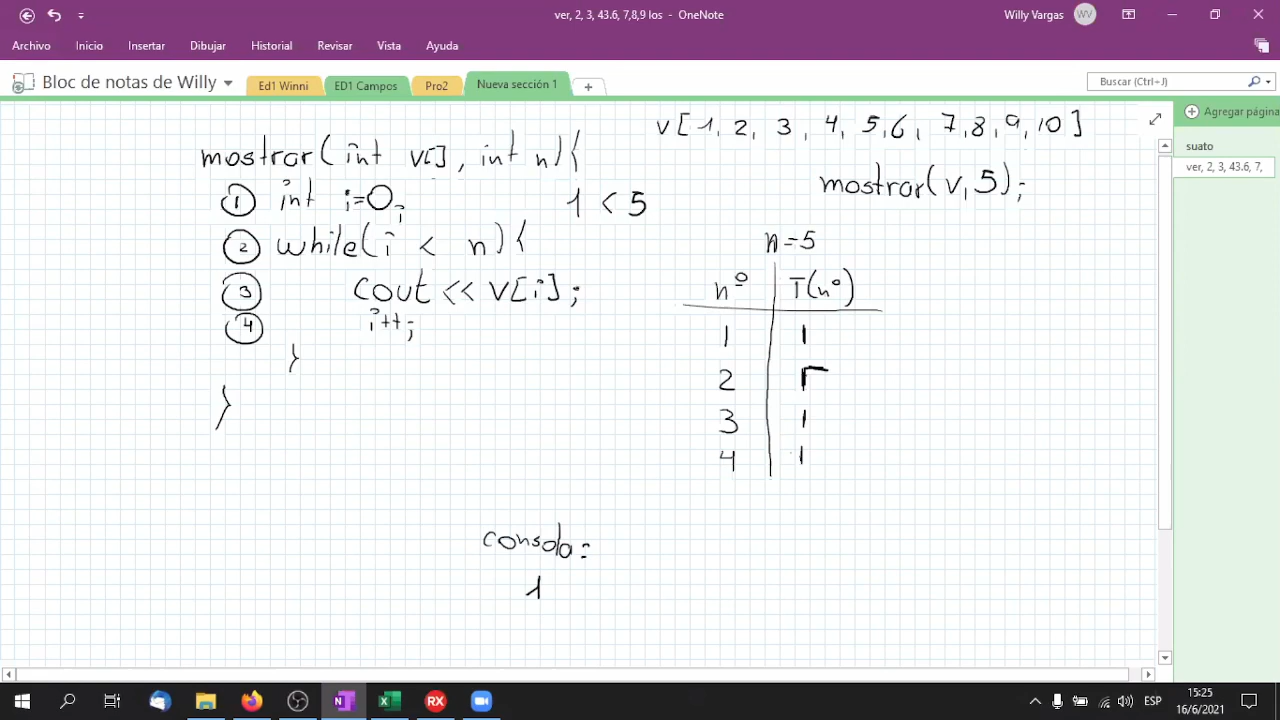 ver, 2, 3, 43.6, 7,8,9 los - OneNote
Willy Vargas WV
Archivo Inicio Insertar Dibujar Historial Revisar Vista Ayuda
Bloc de notas de Willy
Ed1 Winni ED1 Campos Pro2 Nueva sección 1 +
Buscar (Ctrl+J)
Agregar página
suato
ver, 2, 3, 43.6, 7,
v[1, 2, 3, 4, 5,6, 7,8,9,10]
mostrar(int v[], int n){
mostrar(v,5);
1 int i=0;
1 < 5
2 while(i < n){
n=5
3 cout << v[i];
nº T(nº)
4 i++;
1 1
}
2
}
3 1
4 1
consola:
1
W
N
X
RX
ESP
15:25
16/6/2021